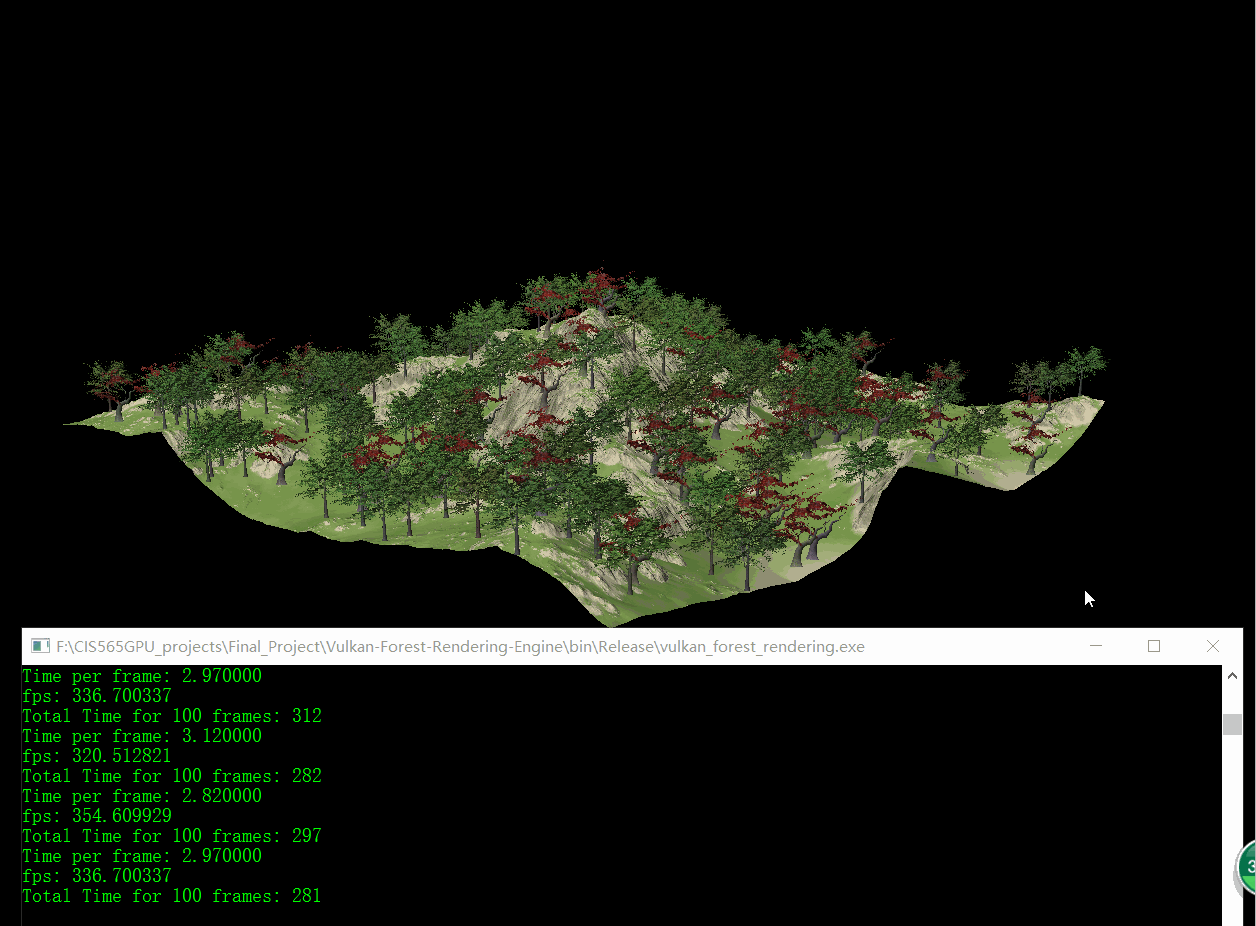 F:\CIS565GPU_projects\Final_Project\Vulkan-Forest-Rendering-Engine\bin\Release\vulkan_forest_rendering.exe
Time per frame: 2.970000
fps: 336.700337
Total Time for 100 frames: 312
Time per frame: 3.120000
fps: 320.512821
Total Time for 100 frames: 282
Time per frame: 2.820000
fps: 354.609929
Total Time for 100 frames: 297
Time per frame: 2.970000
fps: 336.700337
Total Time for 100 frames: 281